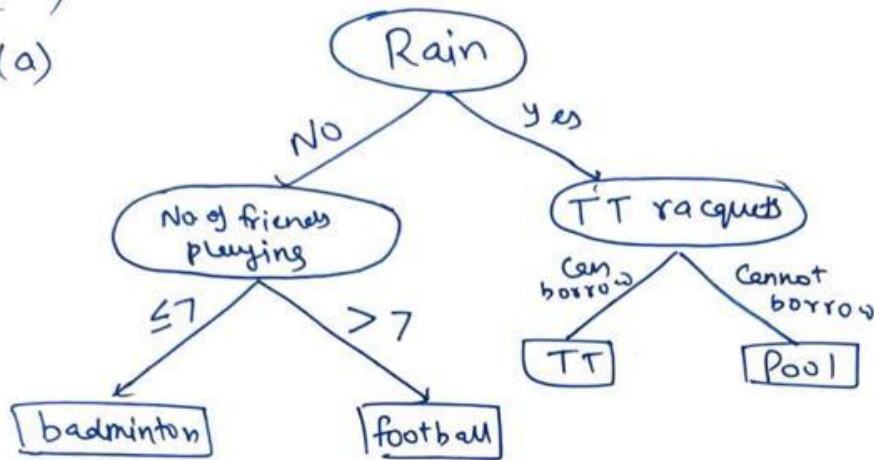 (a)
Rain
NO
Yes
No of friends
playing
TT racquets
≤7
>7
Can
borrow
Cannot
borrow
TT
Pool
badminton
football